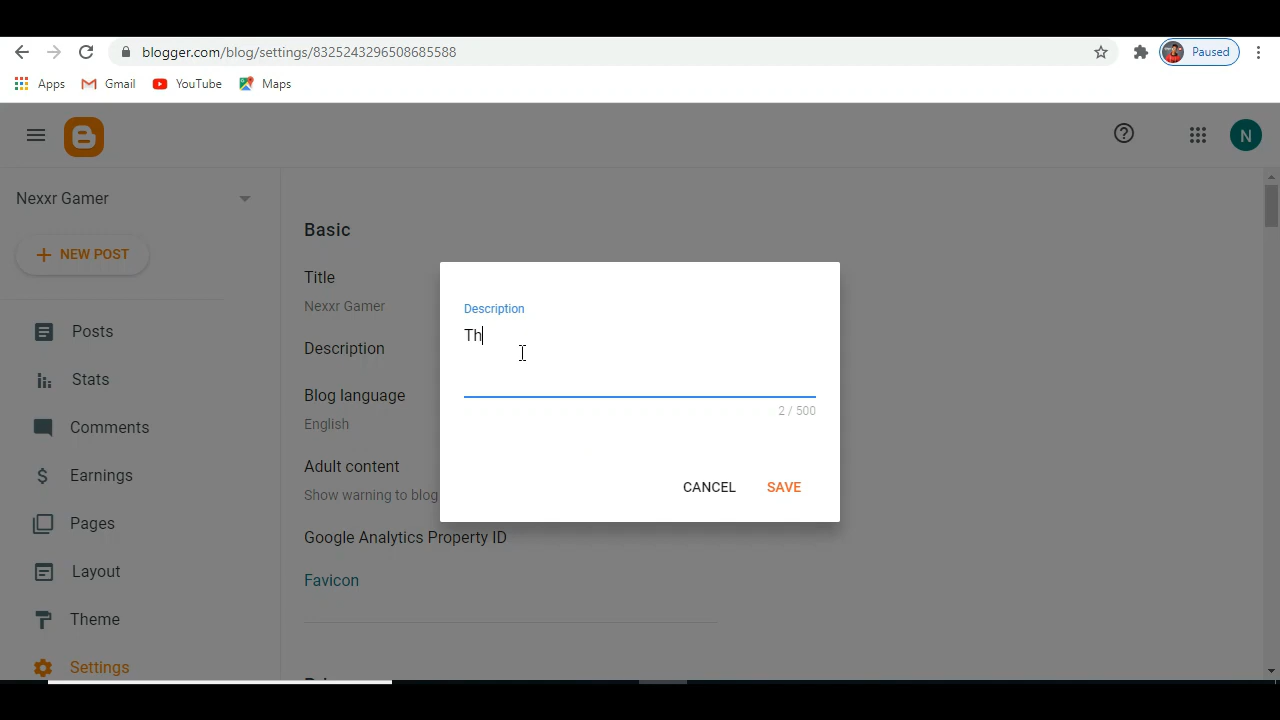 blogger.com/blog/settings/8325243296508685588
Paused
Apps
Gmail
YouTube
Maps
N
Nexxr Gamer
NEW POST
Posts
Stats
Comments
Earnings
Pages
Layout
Theme
Settings
Basic
Title
Nexxr Gamer
Description
Blog language
English
Adult content
Show warning to blog
Google Analytics Property ID
Favicon
Description
Th
2 / 500
CANCEL
SAVE